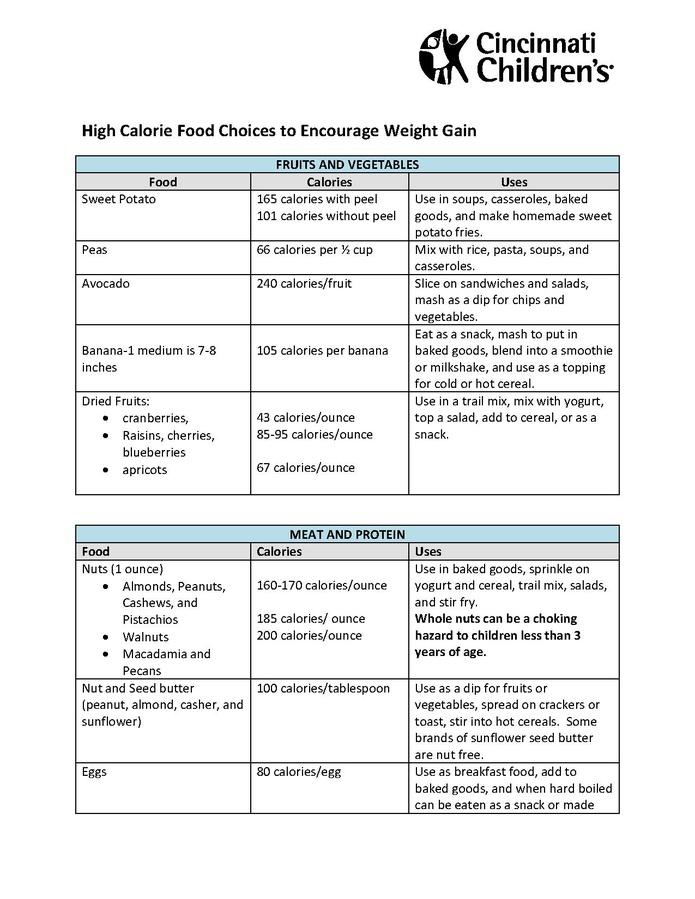 Cincinnati
Children's
High Calorie Food Choices to Encourage Weight Gain
FRUITS AND VEGETABLES
Food Calories Uses
Sweet Potato
165 calories with peel
101 calories without peel
Use in soups, casseroles, baked
goods, and make homemade sweet
potato fries.
Peas
66 calories per ½ cup
Mix with rice, pasta, soups, and
casseroles.
Avocado
240 calories/fruit
Slice on sandwiches and salads,
mash as a dip for chips and
vegetables.
Banana-1 medium is 7-8
inches
105 calories per banana
Eat as a snack, mash to put in
baked goods, blend into a smoothie
or milkshake, and use as a topping
for cold or hot cereal.
Dried Fruits:
• cranberries,
• Raisins, cherries,
blueberries
• apricots
43 calories/ounce
85-95 calories/ounce
67 calories/ounce
Use in a trail mix, mix with yogurt,
top a salad, add to cereal, or as a
snack.
MEAT AND PROTEIN
Food Calories Uses
Nuts (1 ounce)
• Almonds, Peanuts,
Cashews, and
Pistachios
• Walnuts
• Macadamia and
Pecans
160-170 calories/ounce
185 calories/ ounce
200 calories/ounce
Use in baked goods, sprinkle on
yogurt and cereal, trail mix, salads,
and stir fry.
Whole nuts can be a choking
hazard to children less than 3
years of age.
Nut and Seed butter
(peanut, almond, casher, and
sunflower)
100 calories/tablespoon
Use as a dip for fruits or
vegetables, spread on crackers or
toast, stir into hot cereals.  Some
brands of sunflower seed butter
are nut free.
Eggs
80 calories/egg
Use as breakfast food, add to
baked goods, and when hard boiled
can be eaten as a snack or made